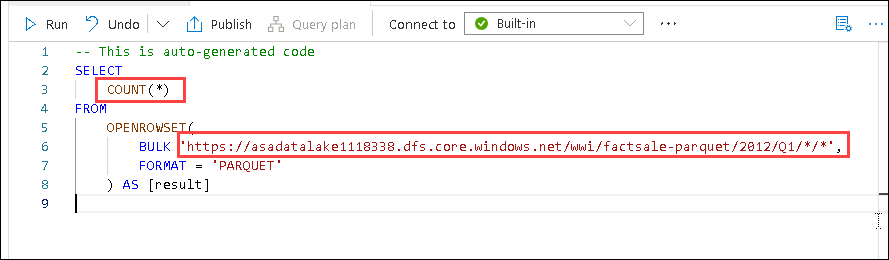 Run Undo Publish Query plan Connect to Built-in
1 -- This is auto-generated code
2 SELECT
3 COUNT(*)
4 FROM
5 OPENROWSET(
6 BULK 'https://asadatalake1118338.dfs.core.windows.net/wwi/factsale-parquet/2012/Q1/*/*',
7 FORMAT = 'PARQUET'
8 ) AS [result]
9